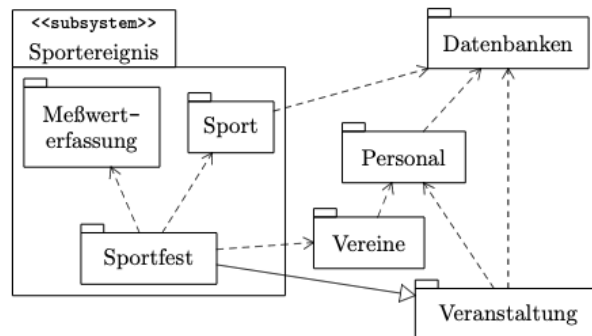 <<subsystem>>
Sportereignis
Datenbanken
Meßwert-
erfassung
Sport
Personal
Vereine
Sportfest
Veranstaltung